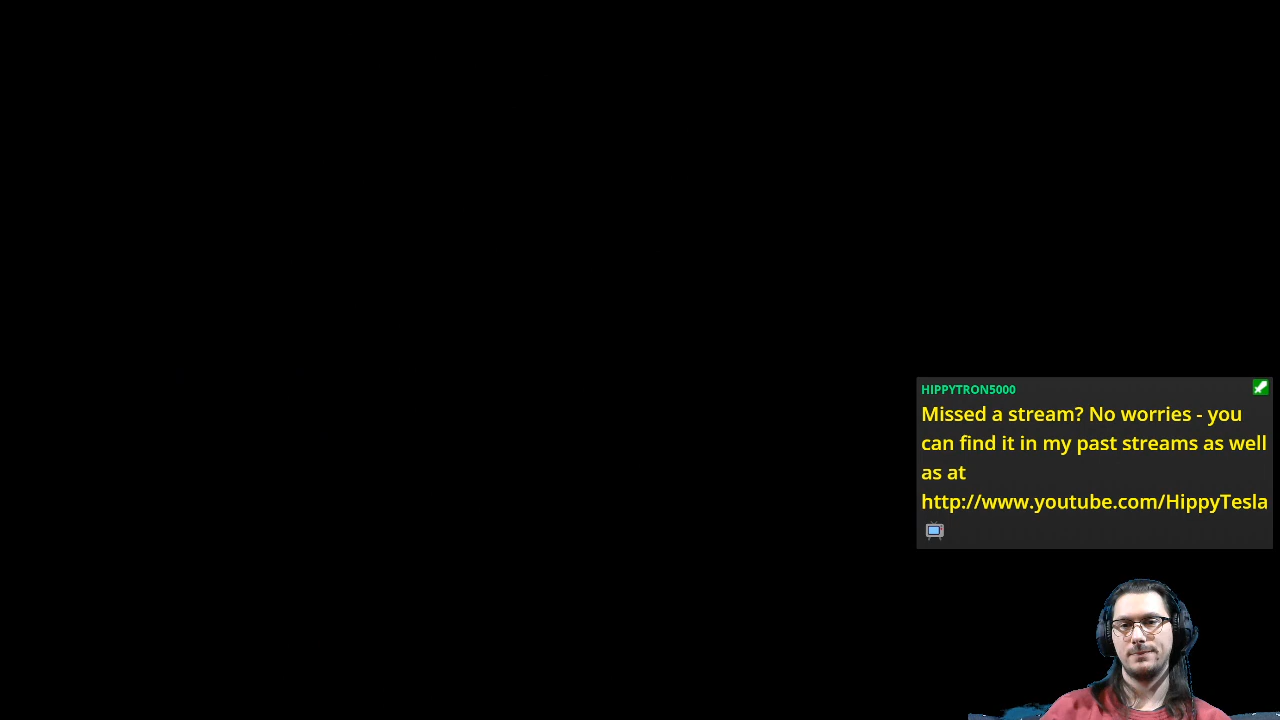 HIPPYTRON5000
Missed a stream? No worries - you
can find it in my past streams as well
as at
http://www.youtube.com/HippyTesla